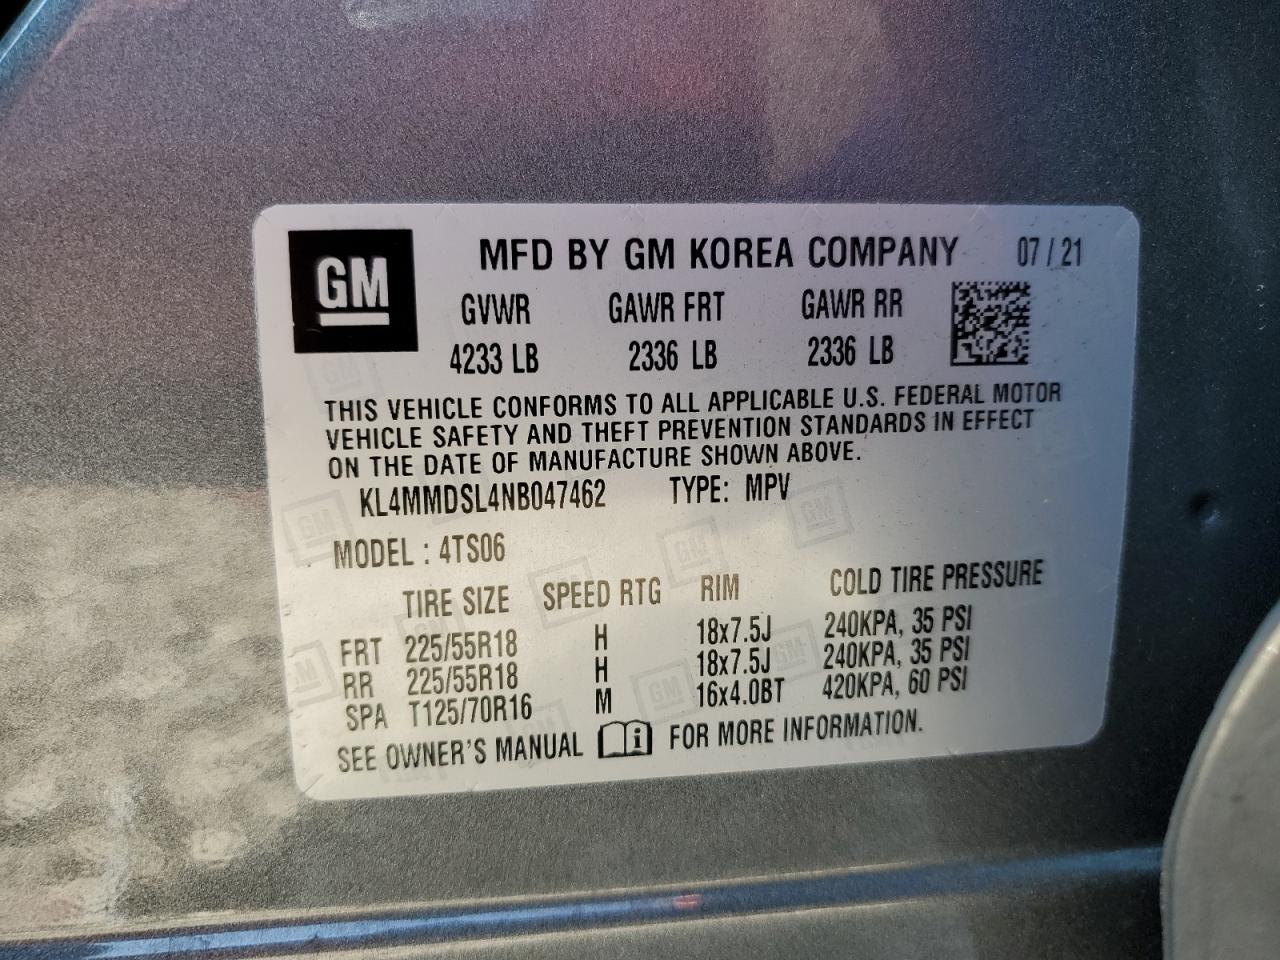 GM
MFD BY GM KOREA COMPANY 07 / 21
GVWR GAWR FRT GAWR RR
4233 LB 2336 LB 2336 LB
THIS VEHICLE CONFORMS TO ALL APPLICABLE U.S. FEDERAL MOTOR
VEHICLE SAFETY AND THEFT PREVENTION STANDARDS IN EFFECT
ON THE DATE OF MANUFACTURE SHOWN ABOVE.
KL4MMDSL4NB047462 TYPE: MPV
MODEL : 4TS06
TIRE SIZE SPEED RTG RIM COLD TIRE PRESSURE
FRT 225/55R18 H 18x7.5J 240KPA, 35 PSI
RR 225/55R18 H 18x7.5J 240KPA, 35 PSI
SPA T125/70R16 M 16x4.0BT 420KPA, 60 PSI
SEE OWNER'S MANUAL i FOR MORE INFORMATION.